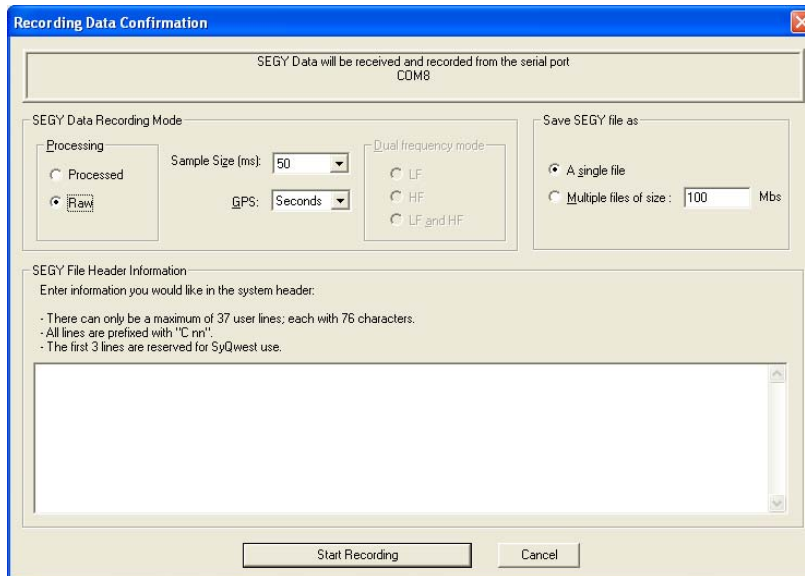 Recording Data Confirmation
SEGY Data will be received and recorded from the serial port
COM8
SEGY Data Recording Mode
Processing
Processed
Raw
Sample Size (ms): 50
GPS: Seconds
Dual frequency mode
LF
HF
LF and HF
Save SEGY file as
A single file
Multiple files of size : 100 Mbs
SEGY File Header Information
Enter information you would like in the system header:
- There can only be a maximum of 37 user lines; each with 76 characters.
- All lines are prefixed with "C nn".
- The first 3 lines are reserved for SyQwest use.
Start Recording
Cancel